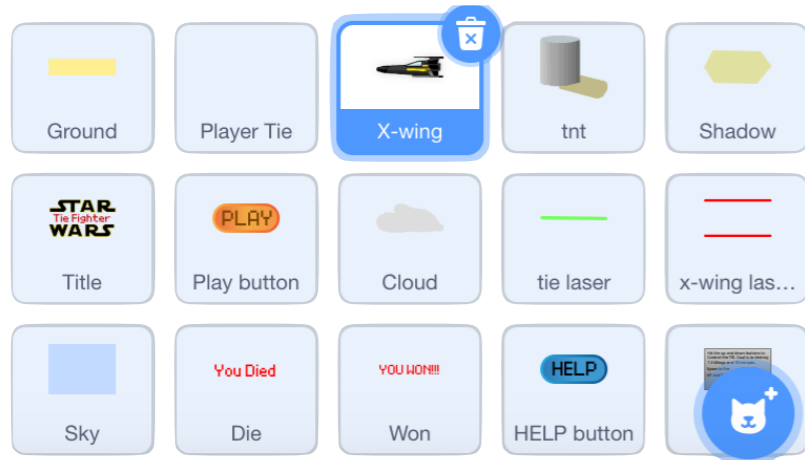 Ground
Player Tie
X-wing
tnt
Shadow
STAR
Tie Fighter
WARS
Title
PLAY
Play button
Cloud
tie laser
x-wing las...
Sky
You Died
Die
YOU WON!!!
Won
HELP
HELP button